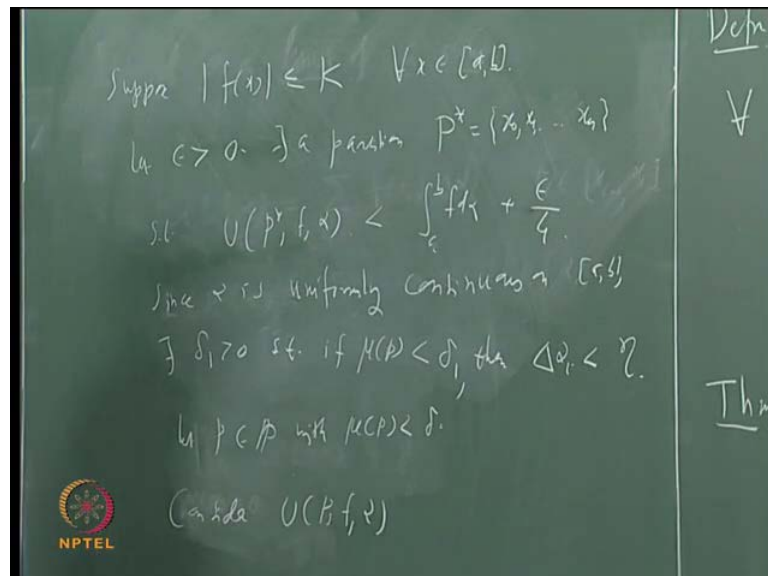 Suppose |f(x)| ≤ K ∀ x ∈ [a,b].
Let ε > 0. ∃ a partition P* = {x₀, x₁, ... xₙ}
s.t. U(P*, f, α) < ∫ₐᵇ f dα + ε/4.
Since α is uniformly continuous on [a,b],
∃ δ₁ > 0 s.t. if μ(P) < δ₁, then Δαᵢ < η.
Let P ∈ 𝒫 with μ(P) < δ.
Consider U(P, f, α)
Defn
∀
Thm
NPTEL